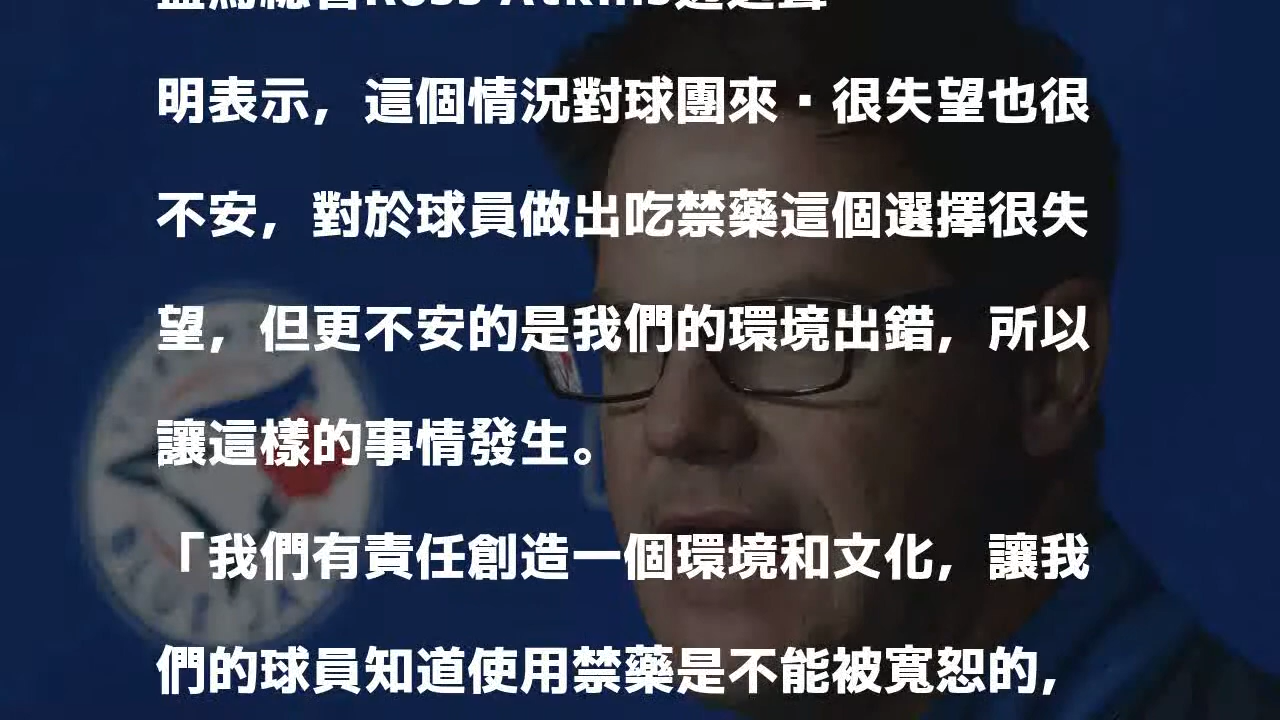 明表示，這個情況對球團來·很失望也很
不安，對於球員做出吃禁藥這個選擇很失
望，但更不安的是我們的環境出錯，所以
讓這樣的事情發生。
「我們有責任創造一個環境和文化，讓我
們的球員知道使用禁藥是不能被寬恕的，